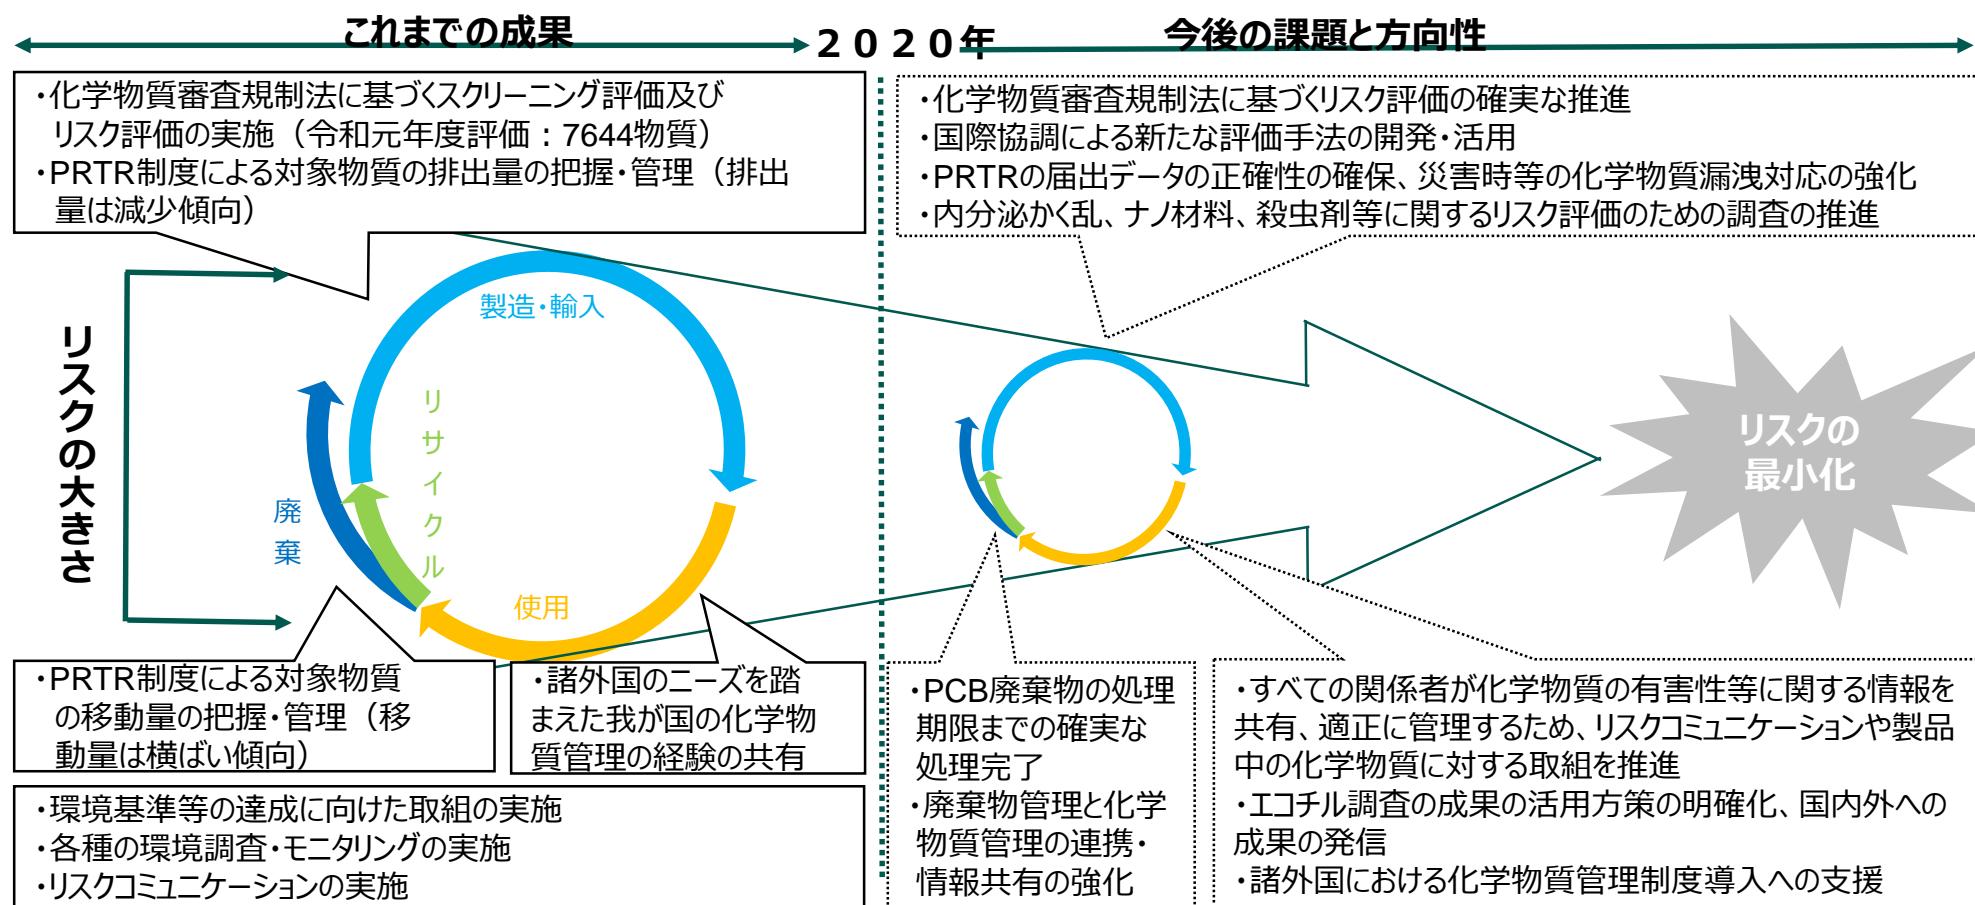 これまでの成果
2020年
今後の課題と方向性
・化学物質審査規制法に基づくスクリーニング評価及び
リスク評価の実施（令和元年度評価：7644物質）
・PRTR制度による対象物質の排出量の把握・管理（排出
量は減少傾向）
・化学物質審査規制法に基づくリスク評価の確実な推進
・国際協調による新たな評価手法の開発・活用
・PRTRの届出データの正確性の確保、災害時等の化学物質漏洩対応の強化
・内分泌かく乱、ナノ材料、殺虫剤等に関するリスク評価のための調査の推進
リスクの大きさ
製造・輸入
リサイクル
廃棄
使用
リスクの
最小化
・PRTR制度による対象物質
の移動量の把握・管理（移
動量は横ばい傾向）
・諸外国のニーズを踏
まえた我が国の化学物
質管理の経験の共有
・環境基準等の達成に向けた取組の実施
・各種の環境調査・モニタリングの実施
・リスクコミュニケーションの実施
・PCB廃棄物の処理
期限までの確実な
処理完了
・廃棄物管理と化学
物質管理の連携・
情報共有の強化
・すべての関係者が化学物質の有害性等に関する情報を
共有、適正に管理するため、リスクコミュニケーションや製品
中の化学物質に対する取組を推進
・エコチル調査の成果の活用方策の明確化、国内外への
成果の発信
・諸外国における化学物質管理制度導入への支援